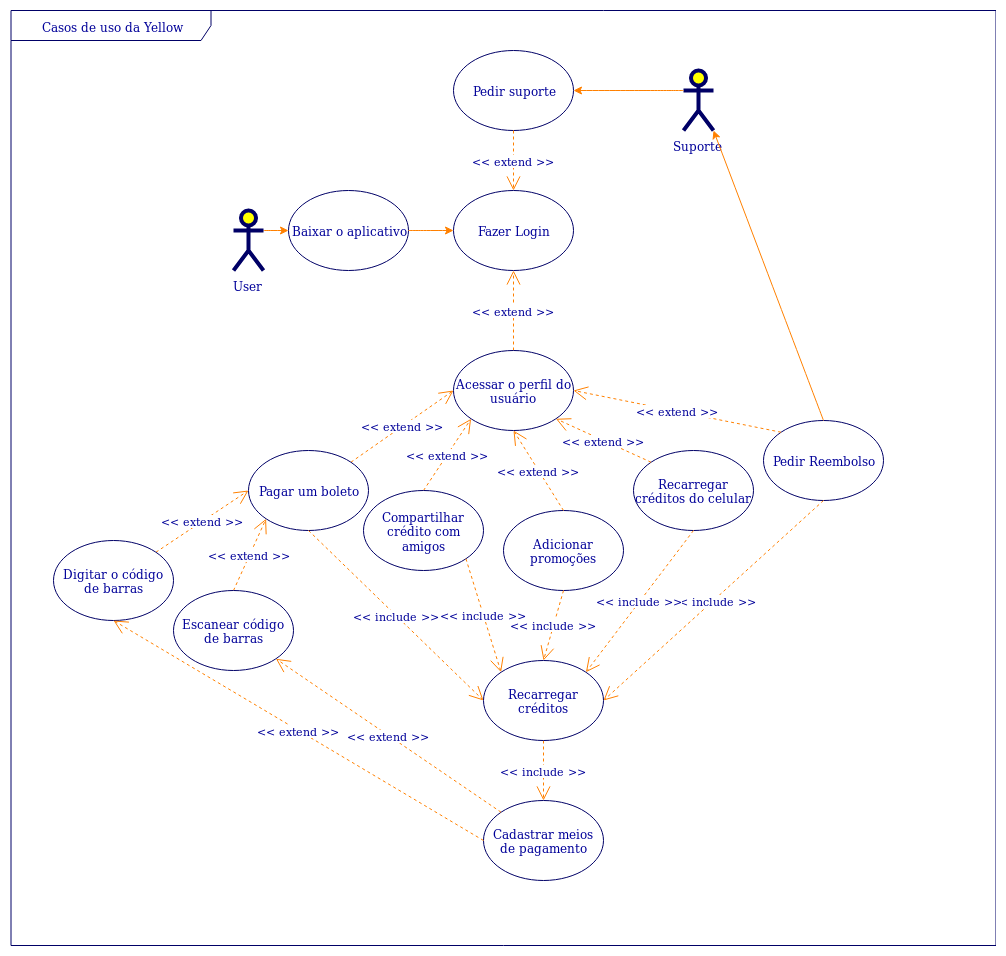 Casos de uso da Yellow
Pedir suporte
Suporte
<< extend >>
User
Baixar o aplicativo
Fazer Login
<< extend >>
Acessar o perfil do
usuário
<< extend >>
<< extend >>
<< extend >>
<< extend >>
<< extend >>
Pagar um boleto
Compartilhar
crédito com
amigos
Adicionar
promoções
Recarregar
créditos do celular
Pedir Reembolso
<< extend >>
<< extend >>
Digitar o código
de barras
Escanear código
de barras
<< include >>
<< include >>
<< include >>
<< include >>
< include >>
Recarregar
créditos
<< extend >>
<< extend >>
<< include >>
Cadastrar meios
de pagamento